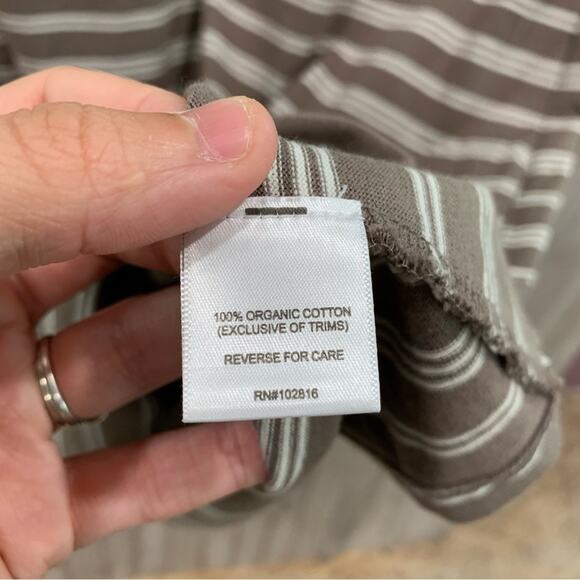 100% ORGANIC COTTON
(EXCLUSIVE OF TRIMS)
REVERSE FOR CARE
RN#102816